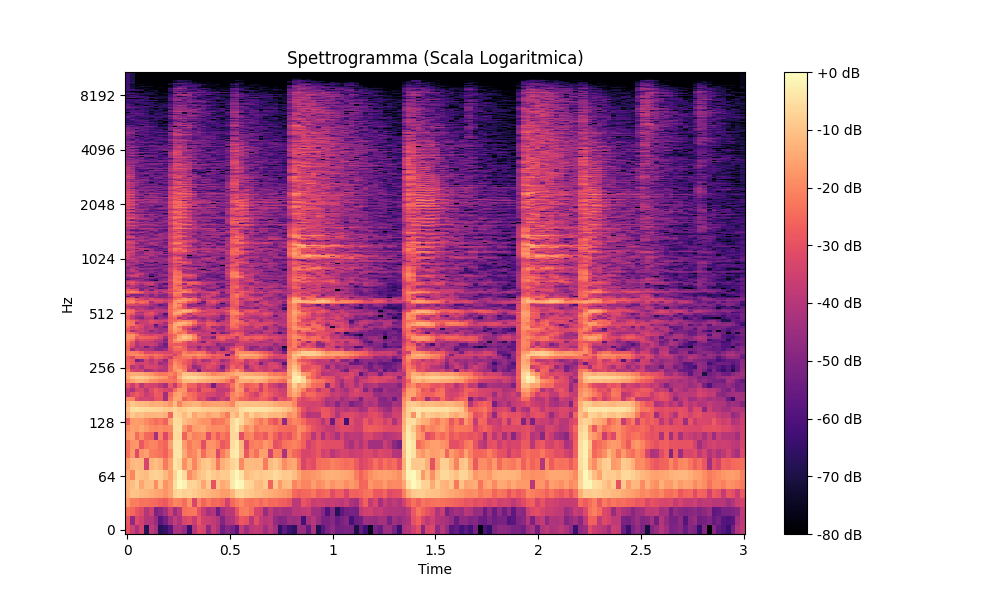 Spettrogramma (Scala Logaritmica)
Hz
8192
4096
2048
1024
512
256
128
64
0
0 0.5 1 1.5 2 2.5 3
Time
+0 dB
-10 dB
-20 dB
-30 dB
-40 dB
-50 dB
-60 dB
-70 dB
-80 dB